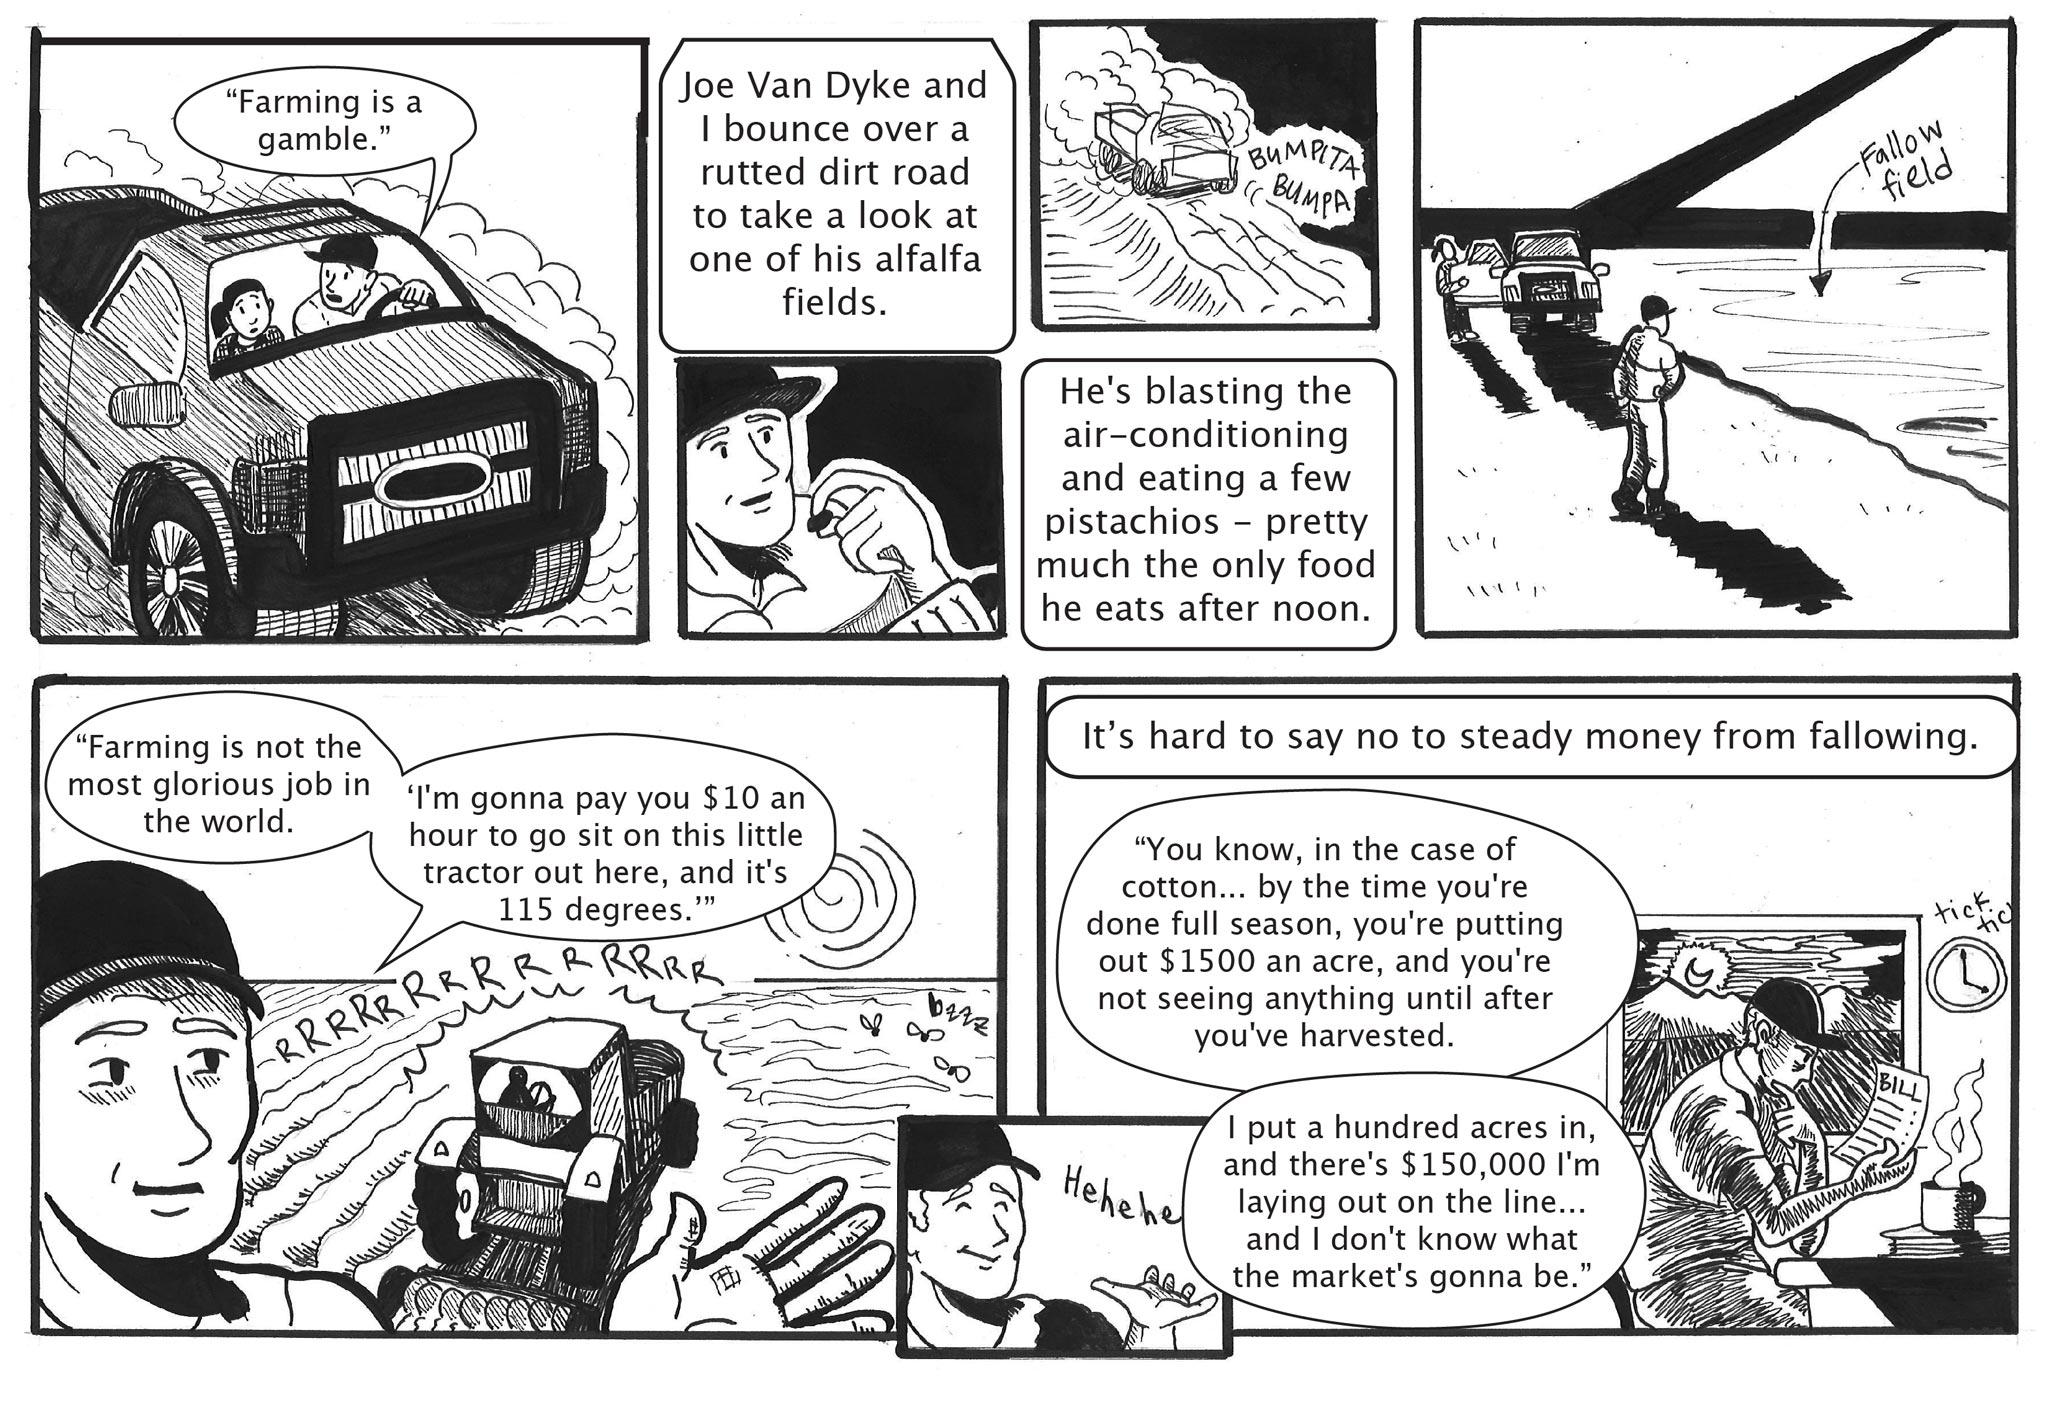 “Farming is a
gamble.”
Joe Van Dyke and
I bounce over a
rutted dirt road
to take a look at
one of his alfalfa
fields.
BUMPITA
BUMPA
He's blasting the
air-conditioning
and eating a few
pistachios - pretty
much the only food
he eats after noon.
Fallow
field
“Farming is not the
most glorious job in
the world.
‘I'm gonna pay you $10 an
hour to go sit on this little
tractor out here, and it's
115 degrees.’”
RRRRRRRRRRRRRR
bzzz
Hehehe
It’s hard to say no to steady money from fallowing.
“You know, in the case of
cotton... by the time you're
done full season, you're putting
out $1500 an acre, and you're
not seeing anything until after
you've harvested.
I put a hundred acres in,
and there's $150,000 I'm
laying out on the line...
and I don't know what
the market's gonna be.”
tick
tick
BILL